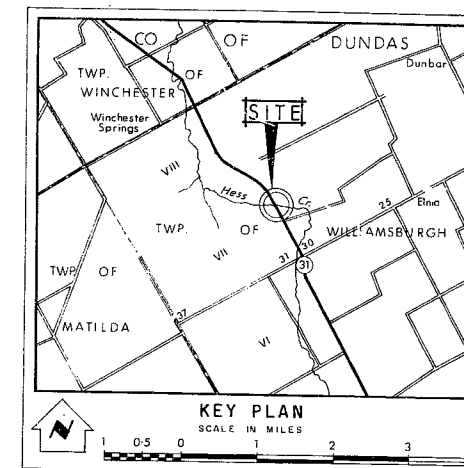 CO OF DUNDAS
TWP. OF
WINCHESTER
Dunbar
Winchester
Springs
SITE
VIII
Hess Cr.
25
Elma
TWP. OF WILLIAMSBURGH
VII
31 30
TWP. OF
31
37
MATILDA
VI
KEY PLAN
SCALE IN MILES
N
1 0·5 0 1 2 3